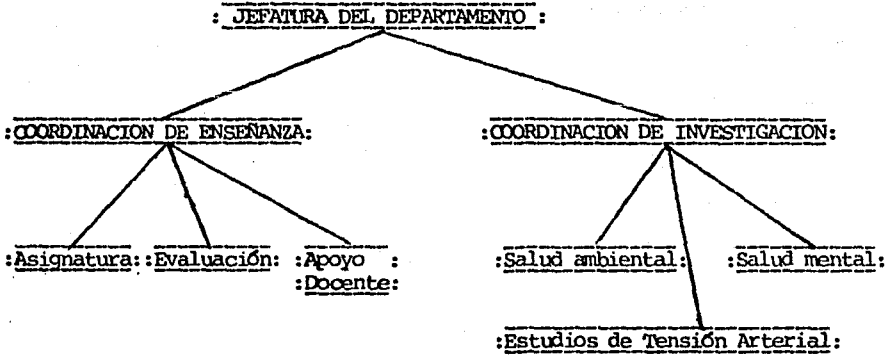 : JEFATURA DEL DEPARTAMENTO :
:COORDINACION DE ENSEÑANZA: :COORDINACION DE INVESTIGACION:
:Asignatura: :Evaluación: :Apoyo : :Salud ambiental: :Salud mental:
:Docente:
:Estudios de Tensión Arterial: